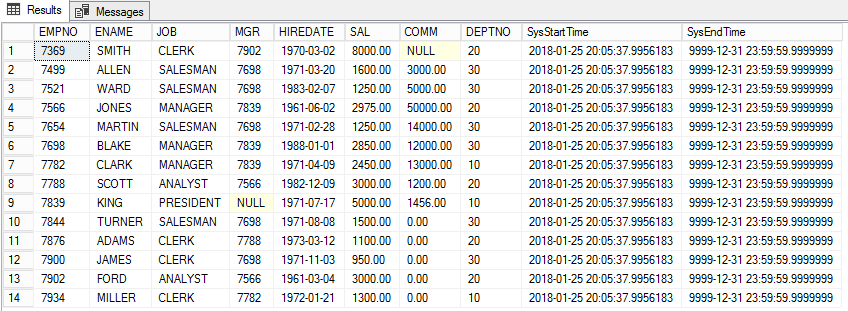 Results Messages
EMPNO ENAME JOB MGR HIREDATE SAL COMM DEPTNO SysStartTime SysEndTime
1 7369 SMITH CLERK 7902 1970-03-02 8000.00 NULL 20 2018-01-25 20:05:37.9956183 9999-12-31 23:59:59.9999999
2 7499 ALLEN SALESMAN 7698 1971-03-20 1600.00 3000.00 30 2018-01-25 20:05:37.9956183 9999-12-31 23:59:59.9999999
3 7521 WARD SALESMAN 7698 1983-02-07 1250.00 5000.00 30 2018-01-25 20:05:37.9956183 9999-12-31 23:59:59.9999999
4 7566 JONES MANAGER 7839 1961-06-02 2975.00 50000.00 20 2018-01-25 20:05:37.9956183 9999-12-31 23:59:59.9999999
5 7654 MARTIN SALESMAN 7698 1971-02-28 1250.00 14000.00 30 2018-01-25 20:05:37.9956183 9999-12-31 23:59:59.9999999
6 7698 BLAKE MANAGER 7839 1988-01-01 2850.00 12000.00 30 2018-01-25 20:05:37.9956183 9999-12-31 23:59:59.9999999
7 7782 CLARK MANAGER 7839 1971-04-09 2450.00 13000.00 10 2018-01-25 20:05:37.9956183 9999-12-31 23:59:59.9999999
8 7788 SCOTT ANALYST 7566 1982-12-09 3000.00 1200.00 20 2018-01-25 20:05:37.9956183 9999-12-31 23:59:59.9999999
9 7839 KING PRESIDENT NULL 1971-07-17 5000.00 1456.00 10 2018-01-25 20:05:37.9956183 9999-12-31 23:59:59.9999999
10 7844 TURNER SALESMAN 7698 1971-08-08 1500.00 0.00 30 2018-01-25 20:05:37.9956183 9999-12-31 23:59:59.9999999
11 7876 ADAMS CLERK 7788 1973-03-12 1100.00 0.00 20 2018-01-25 20:05:37.9956183 9999-12-31 23:59:59.9999999
12 7900 JAMES CLERK 7698 1971-11-03 950.00 0.00 30 2018-01-25 20:05:37.9956183 9999-12-31 23:59:59.9999999
13 7902 FORD ANALYST 7566 1961-03-04 3000.00 0.00 20 2018-01-25 20:05:37.9956183 9999-12-31 23:59:59.9999999
14 7934 MILLER CLERK 7782 1972-01-21 1300.00 0.00 10 2018-01-25 20:05:37.9956183 9999-12-31 23:59:59.9999999